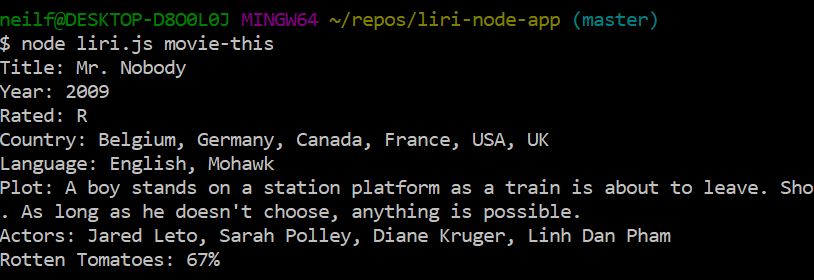 neilf@DESKTOP-D8O0L0J MINGW64 ~/repos/liri-node-app (master)
$ node liri.js movie-this
Title: Mr. Nobody
Year: 2009
Rated: R
Country: Belgium, Germany, Canada, France, USA, UK
Language: English, Mohawk
Plot: A boy stands on a station platform as a train is about to leave. Sho
. As long as he doesn't choose, anything is possible.
Actors: Jared Leto, Sarah Polley, Diane Kruger, Linh Dan Pham
Rotten Tomatoes: 67%